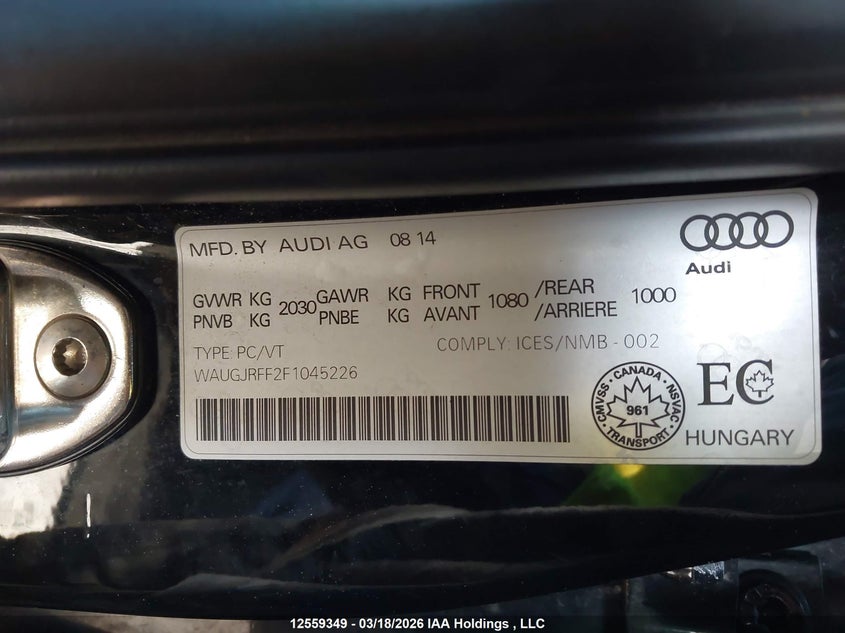 MFD. BY AUDI AG 08 14
Audi
GVWR KG 2030 GAWR KG FRONT 1080 /REAR 1000
PNVB KG PNBE KG AVANT /ARRIERE
TYPE: PC/VT COMPLY: ICES/NMB - 002
WAUGJRFF2F1045226
CMVSS - CANADA - NSVAC
961
TRANSPORT
EC
HUNGARY
12559349 - 03/18/2026 IAA Holdings , LLC